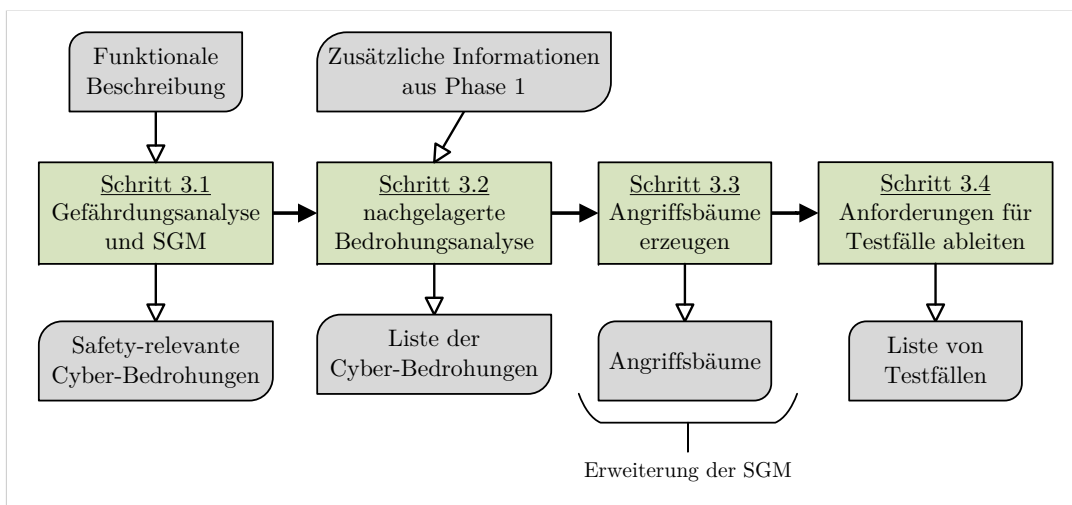 Funktionale
Beschreibung
Zusätzliche Informationen
aus Phase 1
Schritt 3.1
Gefährdungsanalyse
und SGM
Schritt 3.2
nachgelagerte
Bedrohungsanalyse
Schritt 3.3
Angriffsbäume
erzeugen
Schritt 3.4
Anforderungen für
Testfälle ableiten
Safety-relevante
Cyber-Bedrohungen
Liste der
Cyber-Bedrohungen
Angriffsbäume
Liste von
Testfällen
Erweiterung der SGM